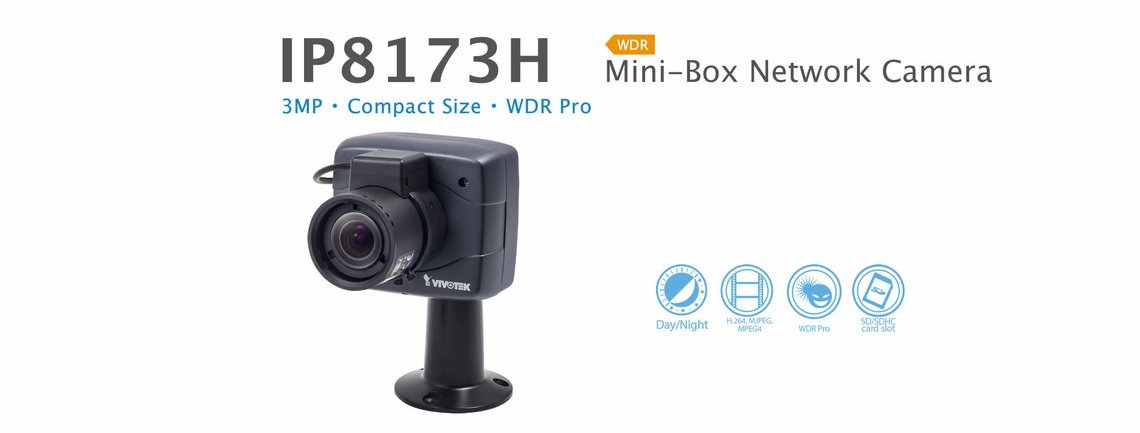 IP8173H
WDR
Mini-Box Network Camera
3MP • Compact Size • WDR Pro
VIVOTEK
Day/Night
H.264, MJPEG,
MPEG4
WDR Pro
SD
SD/SDHC
card slot